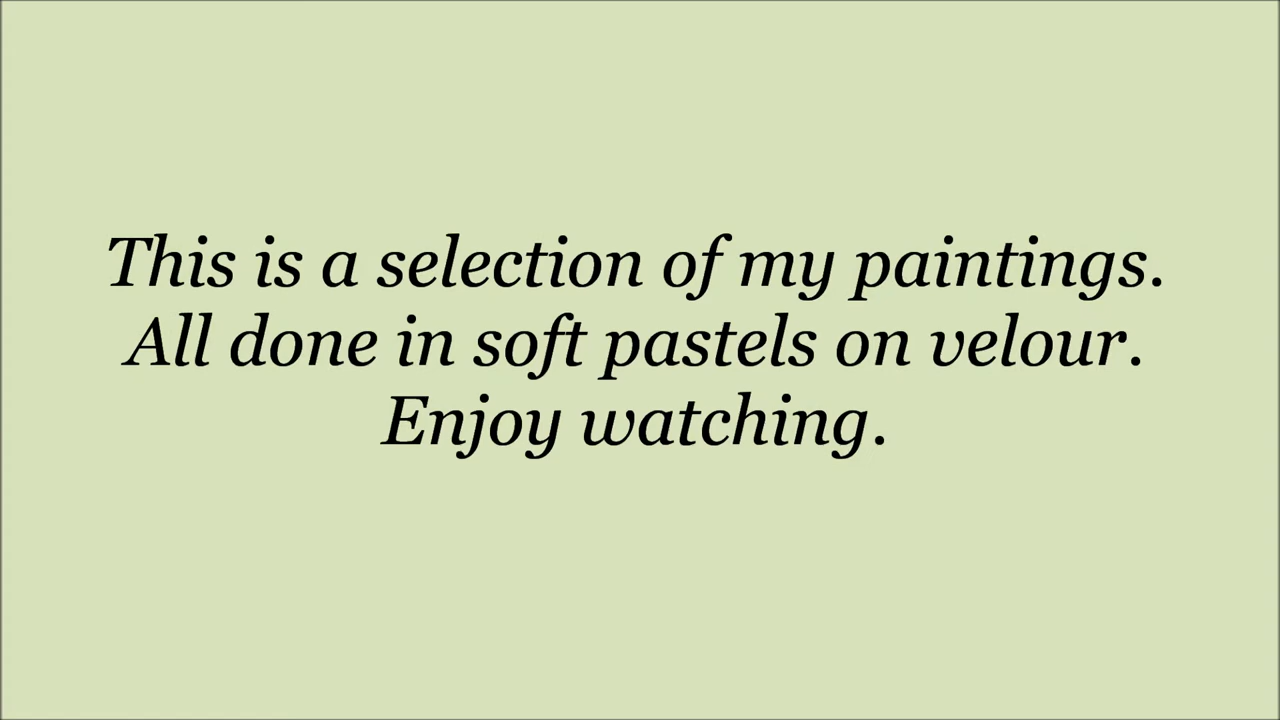 This is a selection of my paintings.
All done in soft pastels on velour.
Enjoy watching.